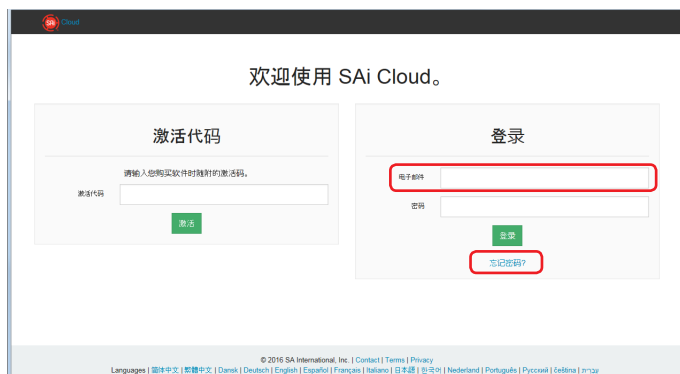 SAi Cloud
欢迎使用 SAi Cloud。
激活代码
请输入您购买软件时随附的激活码。
激活代码
激活
登录
电子邮件
密码
登录
忘记密码?
© 2016 SA International, Inc. | Contact | Terms | Privacy
Languages | 简体中文 | 繁體中文 | Dansk | Deutsch | English | Español | Français | Italiano | 日本語 | 한국어 | Nederland | Português | Русский | čeština | עברית